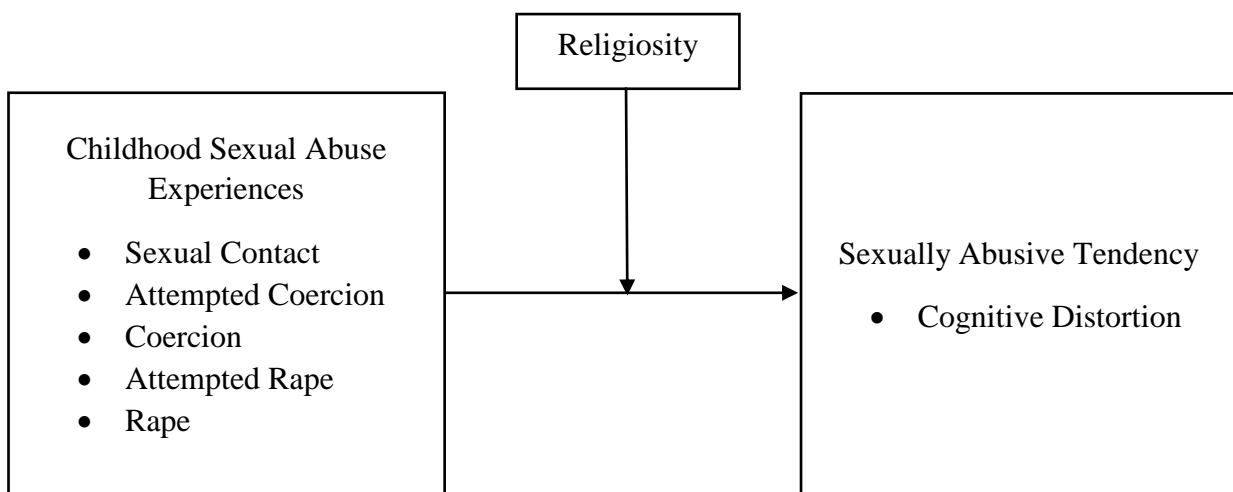 Religiosity
Childhood Sexual Abuse
Experiences
• Sexual Contact
• Attempted Coercion
• Coercion
• Attempted Rape
• Rape
Sexually Abusive Tendency
• Cognitive Distortion